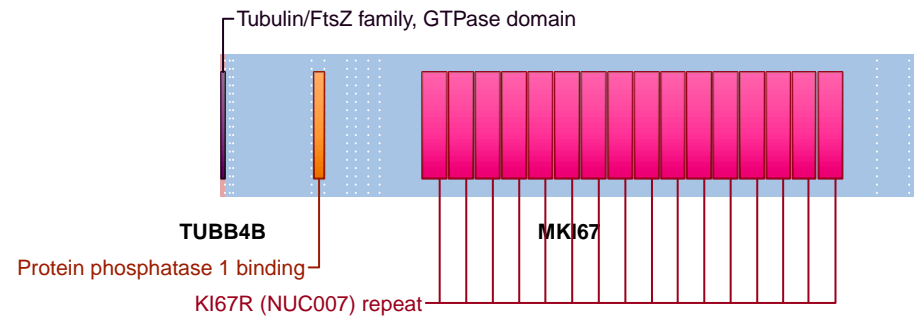 Tubulin/FtsZ family, GTPase domain
TUBB4B
MKI67
Protein phosphatase 1 binding
KI67R (NUC007) repeat